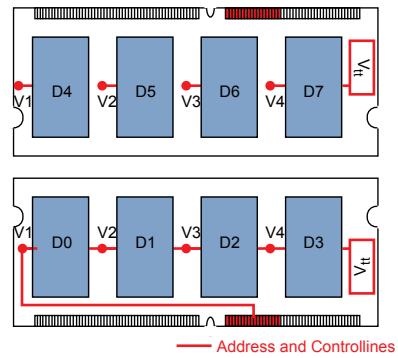 D4 D5 D6 D7 Vtt
V1 V2 V3 V4
V1 D0 V2 D1 V3 D2 V4 D3
Vtt
Address and Controllines